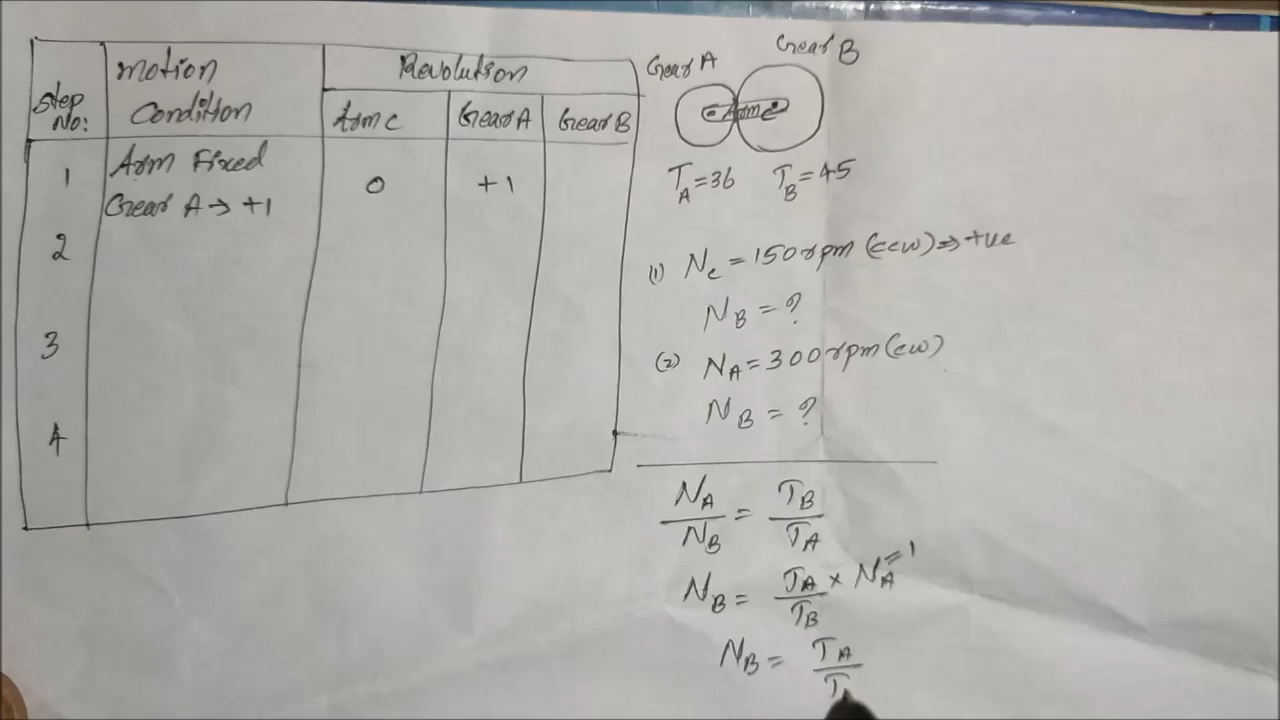 Step No:
Motion Condition
Revolution
Arm C
Gear A
Gear B
1
Arm Fixed
Gear A → +1
0
+1
2
3
4
Gear A
Gear B
Arm C
T_A = 36
T_B = 45
(1) N_C = 150 rpm (ccw) ⇒ +ve
N_B = ?
(2) N_A = 300 rpm (cw)
N_B = ?
N_A / N_B = T_B / T_A
N_B = T_A / T_B × N_A = 1
N_B = T_A / T